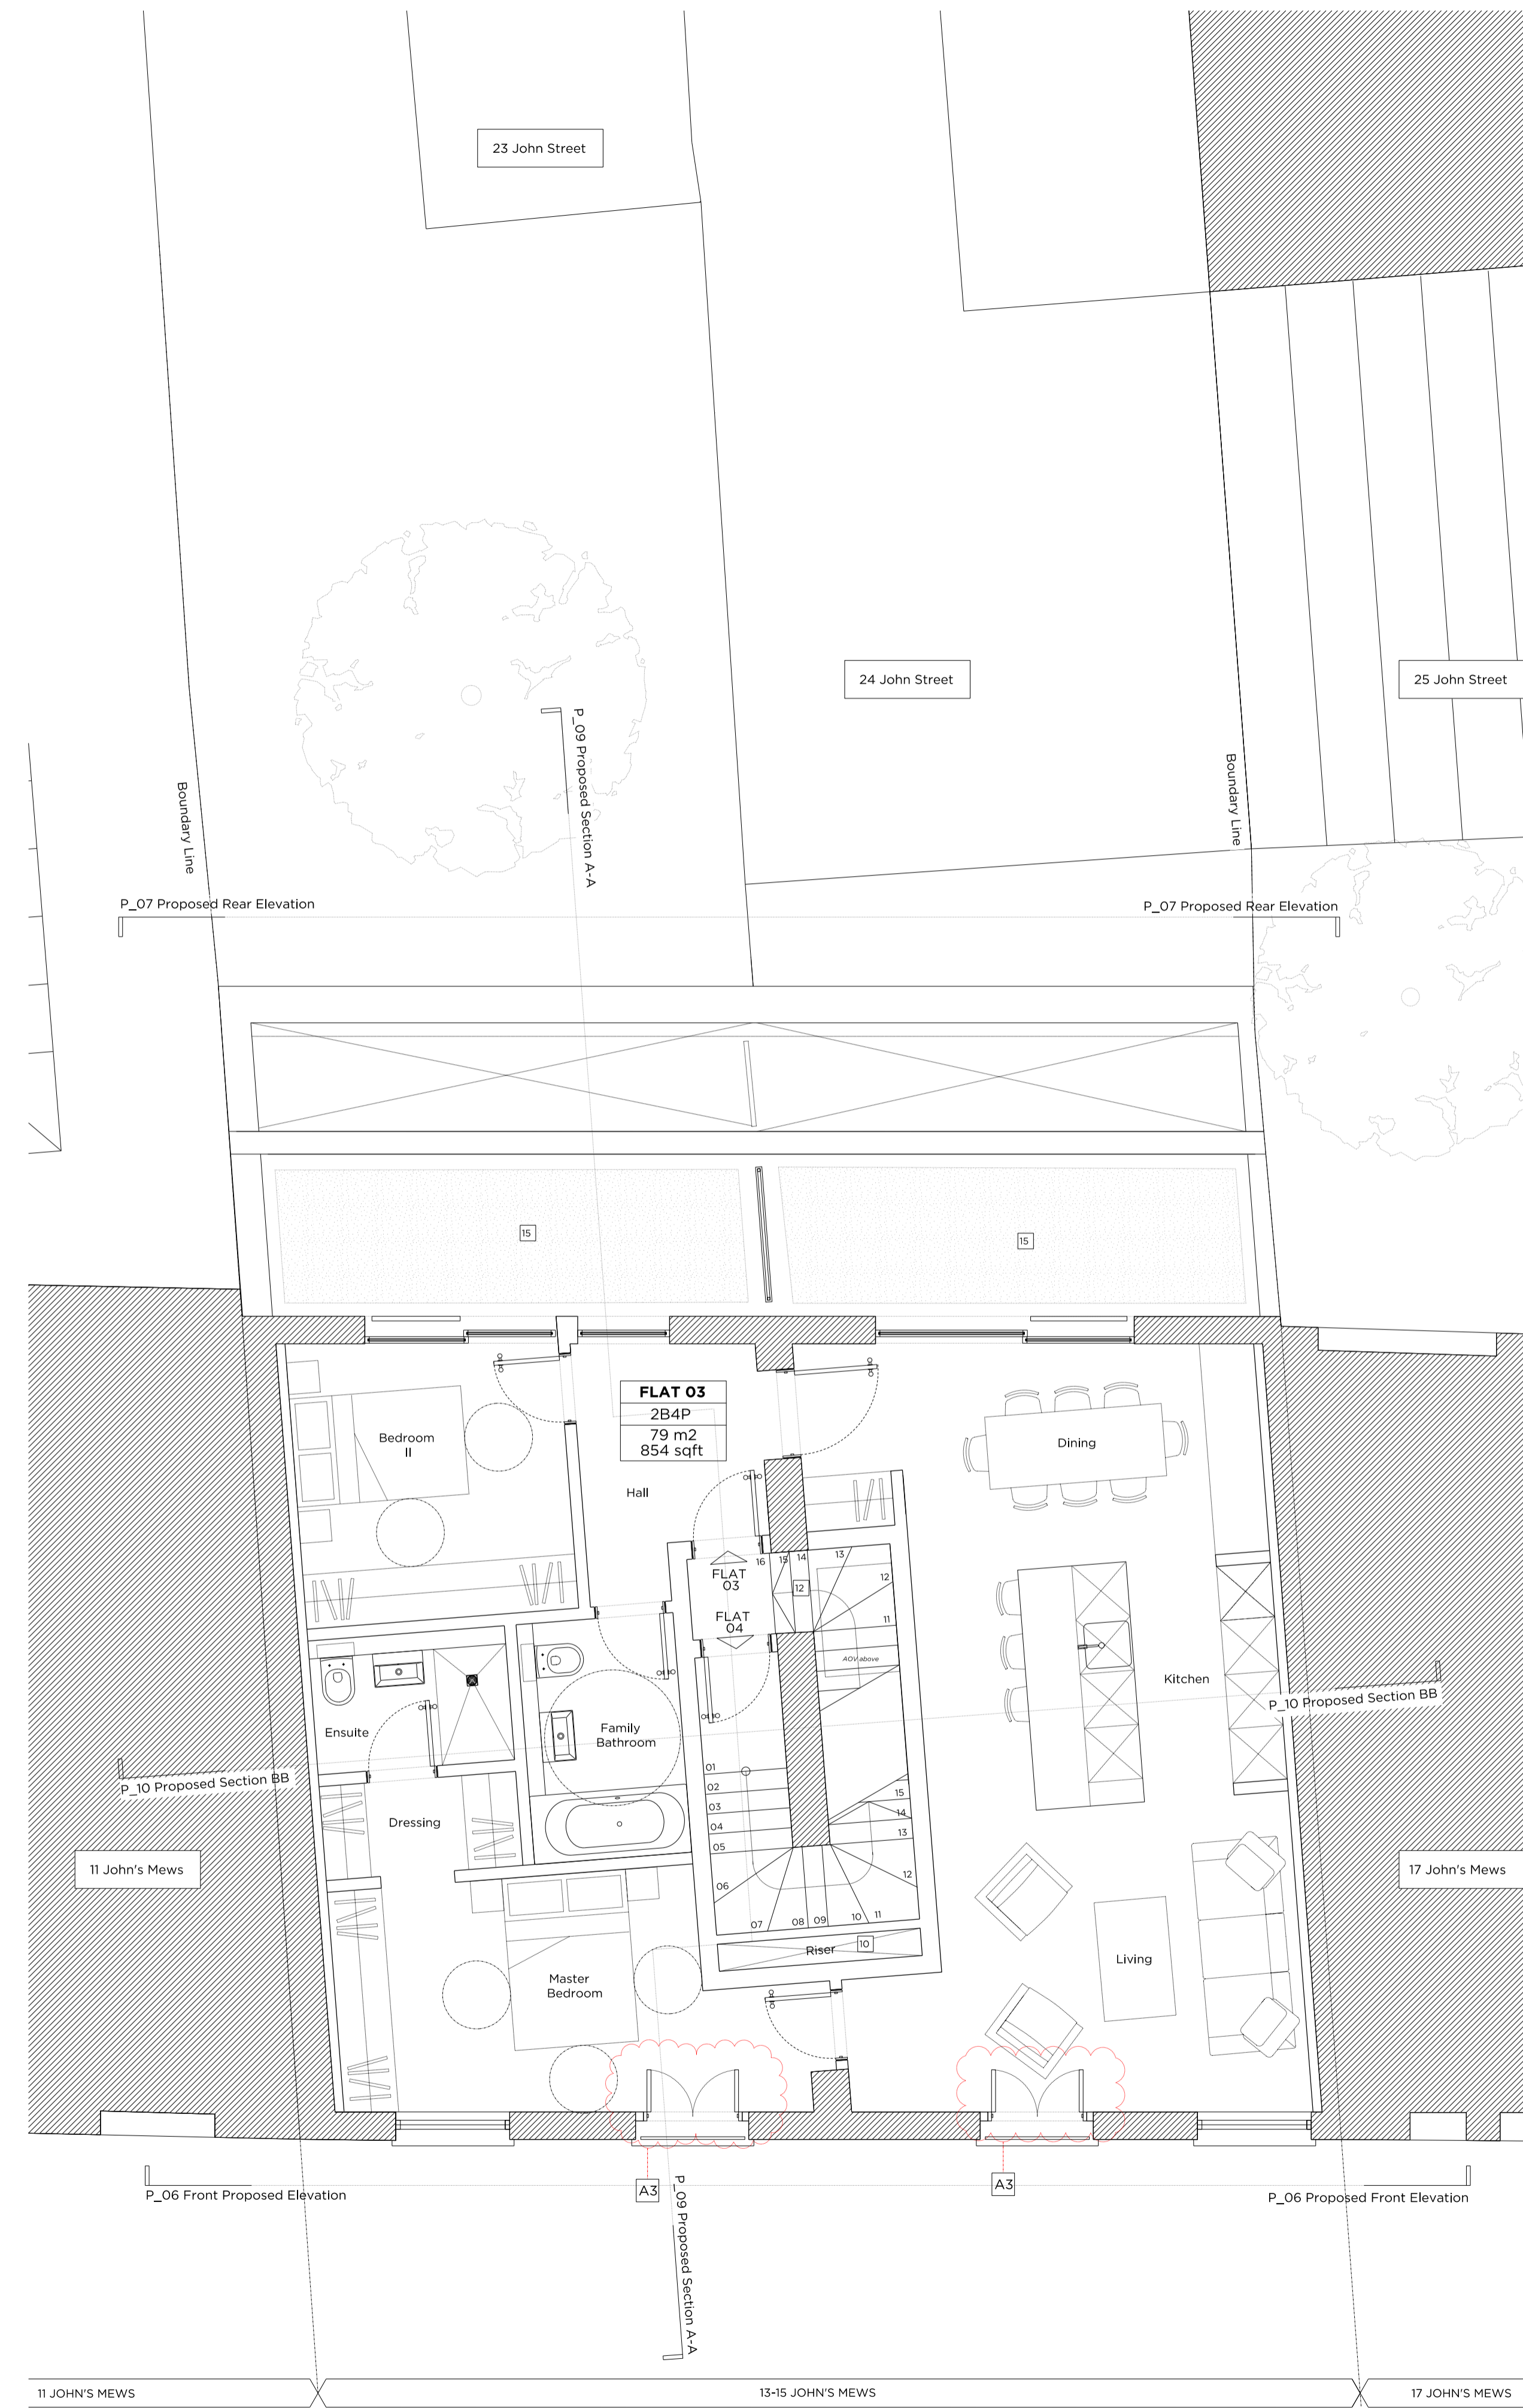 23 John Street
24 John Street
25 John Street
Boundary Line
Boundary Line
P_09 Proposed Section A-A
P_07 Proposed Rear Elevation
P_07 Proposed Rear Elevation
15
15
FLAT 03
2B4P
79 m2
854 sqft
Bedroom
II
Hall
Dining
16
15
14
13
12
12
11
FLAT
03
FLAT
04
AOV above
Kitchen
P_10 Proposed Section BB
Ensuite
Family
Bathroom
P_10 Proposed Section BB
01
02
03
04
05
06
07
08
09
10
11
12
13
14
15
Dressing
11 John's Mews
17 John's Mews
Riser
10
Living
Master
Bedroom
A3
A3
P_06 Front Proposed Elevation
P_06 Proposed Front Elevation
P_09 Proposed Section A-A
11 JOHN'S MEWS
13-15 JOHN'S MEWS
17 JOHN'S MEWS